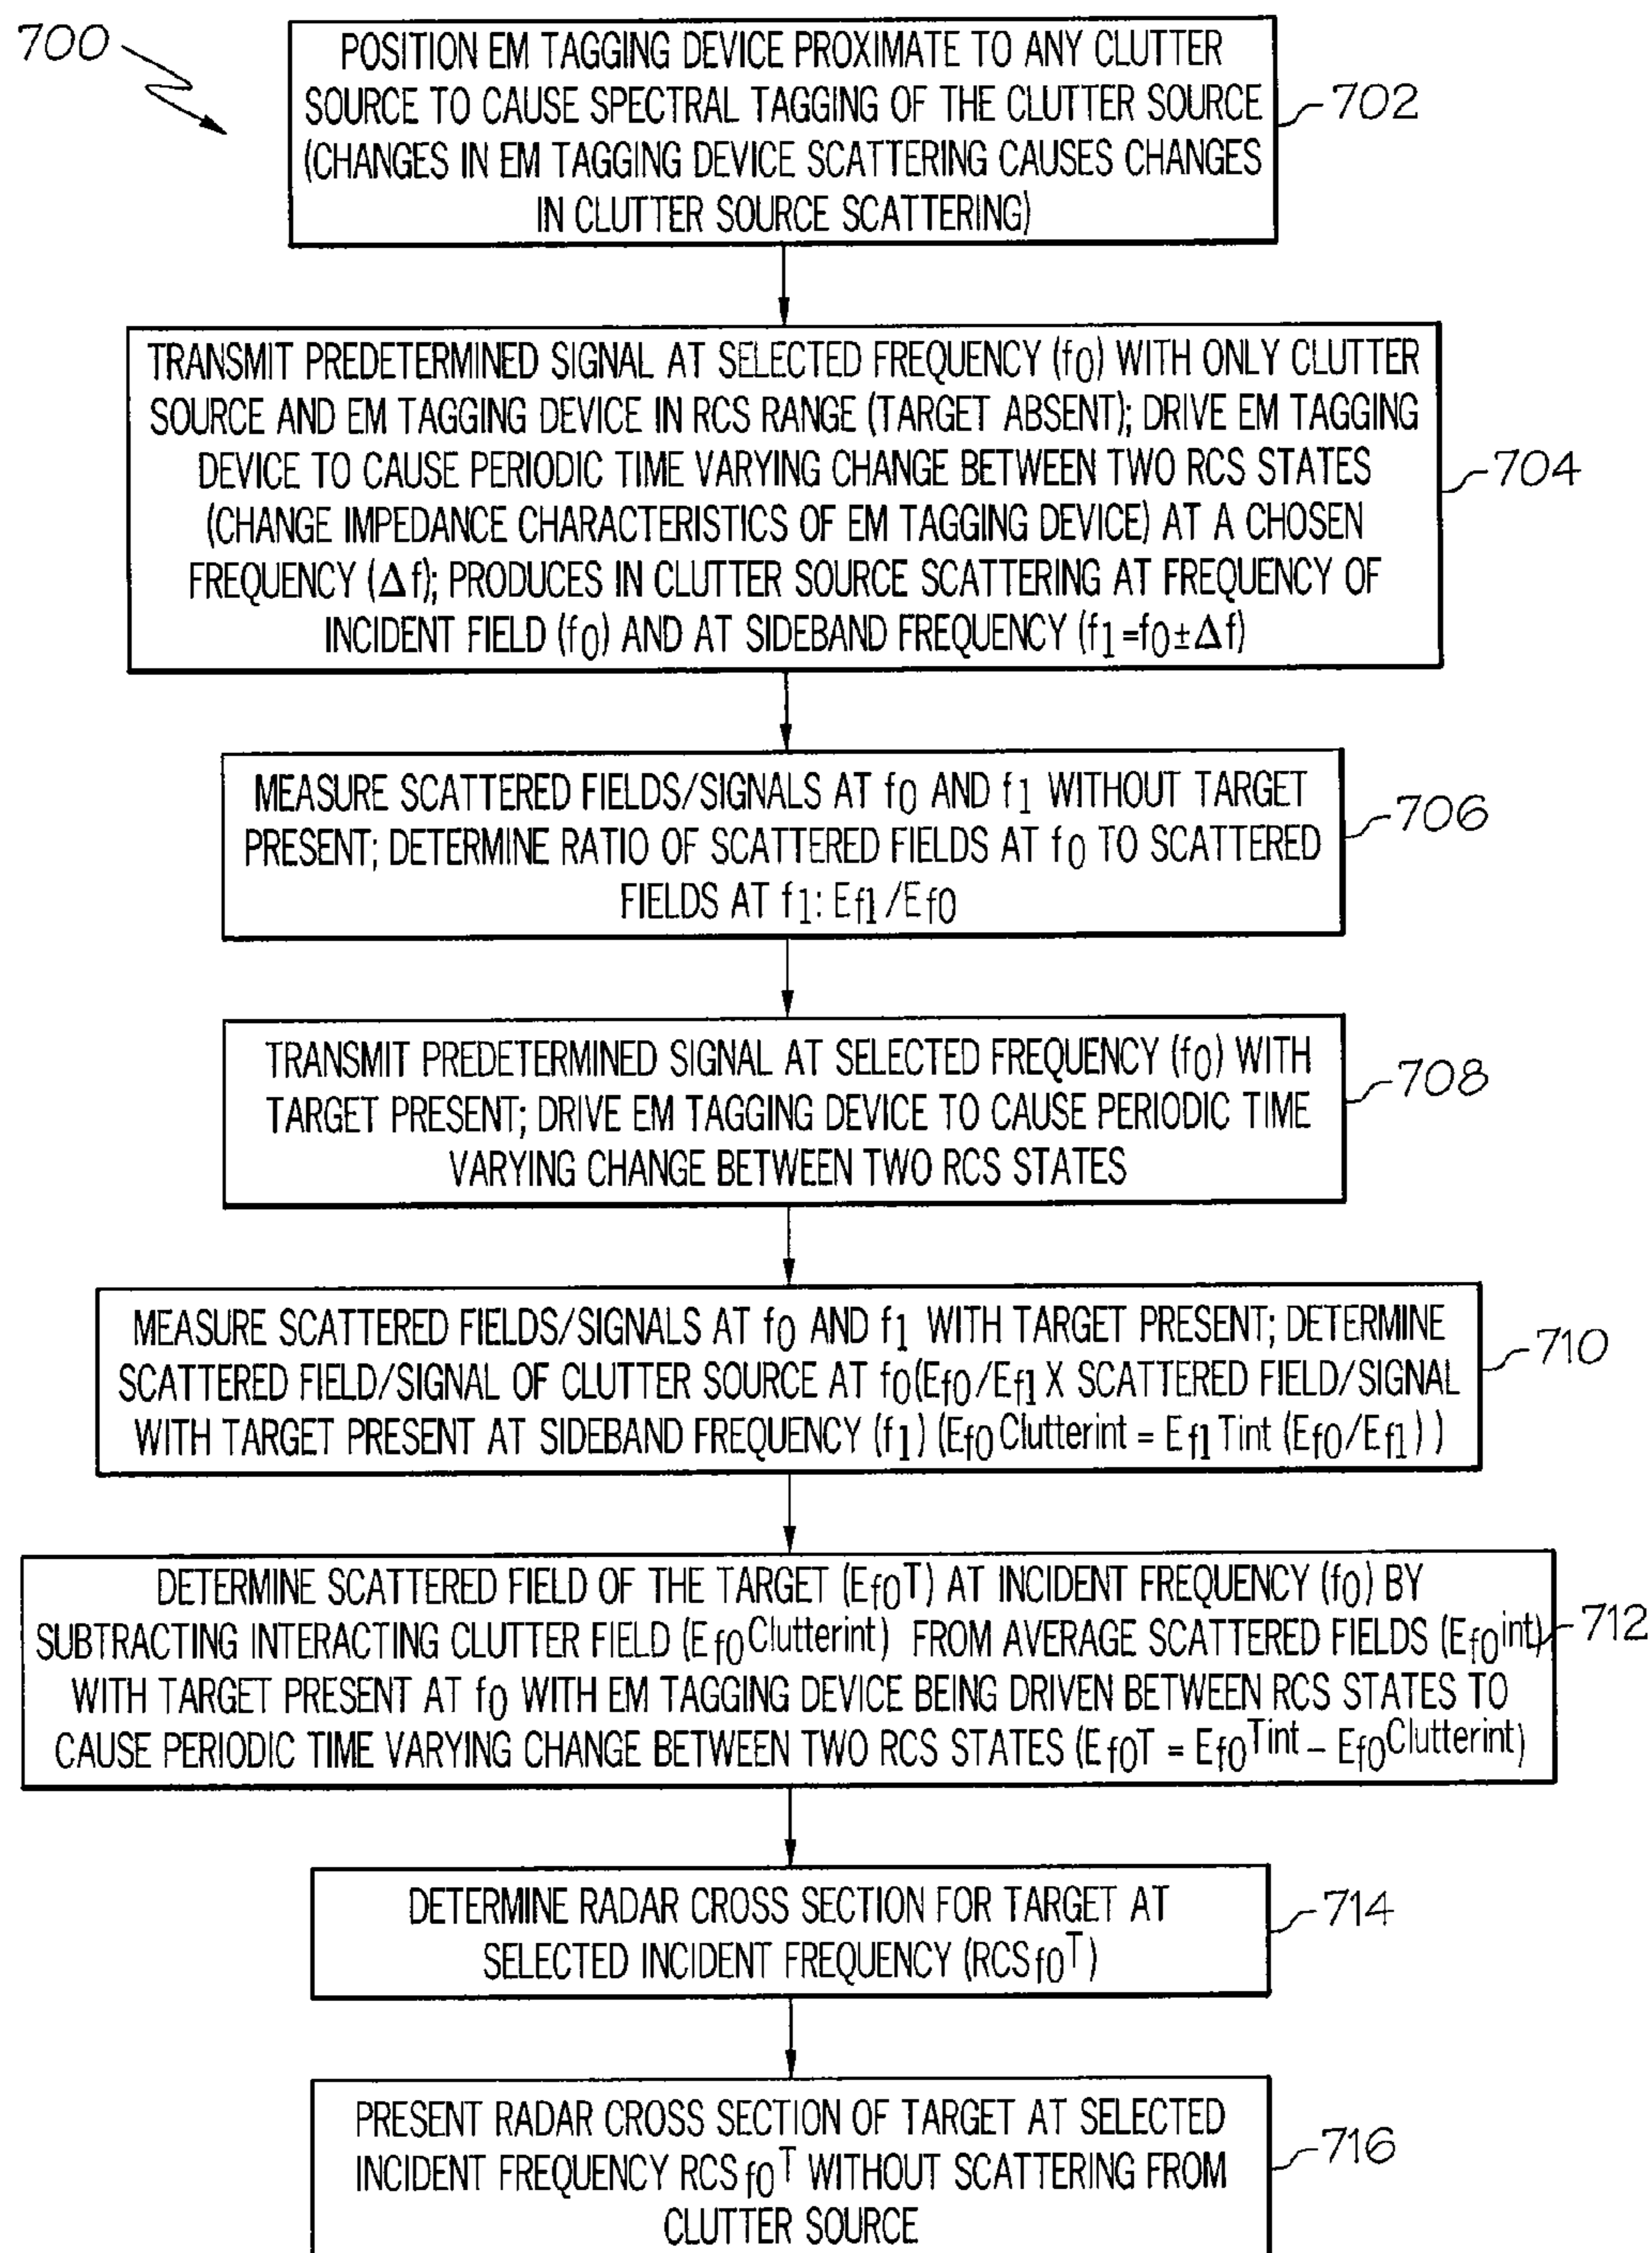 700
POSITION EM TAGGING DEVICE PROXIMATE TO ANY CLUTTER
SOURCE TO CAUSE SPECTRAL TAGGING OF THE CLUTTER SOURCE
(CHANGES IN EM TAGGING DEVICE SCATTERING CAUSES CHANGES
IN CLUTTER SOURCE SCATTERING)
702
TRANSMIT PREDETERMINED SIGNAL AT SELECTED FREQUENCY (f0) WITH ONLY CLUTTER
SOURCE AND EM TAGGING DEVICE IN RCS RANGE (TARGET ABSENT); DRIVE EM TAGGING
DEVICE TO CAUSE PERIODIC TIME VARYING CHANGE BETWEEN TWO RCS STATES
(CHANGE IMPEDANCE CHARACTERISTICS OF EM TAGGING DEVICE) AT A CHOSEN
FREQUENCY (Δf); PRODUCES IN CLUTTER SOURCE SCATTERING AT FREQUENCY OF
INCIDENT FIELD (f0) AND AT SIDEBAND FREQUENCY (f1=f0±Δf)
704
MEASURE SCATTERED FIELDS/SIGNALS AT f0 AND f1 WITHOUT TARGET
PRESENT; DETERMINE RATIO OF SCATTERED FIELDS AT f0 TO SCATTERED
FIELDS AT f1: Ef1/Ef0
706
TRANSMIT PREDETERMINED SIGNAL AT SELECTED FREQUENCY (f0) WITH
TARGET PRESENT; DRIVE EM TAGGING DEVICE TO CAUSE PERIODIC TIME
VARYING CHANGE BETWEEN TWO RCS STATES
708
MEASURE SCATTERED FIELDS/SIGNALS AT f0 AND f1 WITH TARGET PRESENT; DETERMINE
SCATTERED FIELD/SIGNAL OF CLUTTER SOURCE AT f0(Ef0/Ef1 X SCATTERED FIELD/SIGNAL
WITH TARGET PRESENT AT SIDEBAND FREQUENCY (f1) (Ef0Clutterint = Ef1Tint (Ef0/Ef1) )
710
DETERMINE SCATTERED FIELD OF THE TARGET (Ef0T) AT INCIDENT FREQUENCY (f0) BY
SUBTRACTING INTERACTING CLUTTER FIELD (Ef0Clutterint) FROM AVERAGE SCATTERED FIELDS (Ef0int)
WITH TARGET PRESENT AT f0 WITH EM TAGGING DEVICE BEING DRIVEN BETWEEN RCS STATES TO
CAUSE PERIODIC TIME VARYING CHANGE BETWEEN TWO RCS STATES (Ef0T = Ef0Tint – Ef0Clutterint)
712
DETERMINE RADAR CROSS SECTION FOR TARGET AT
SELECTED INCIDENT FREQUENCY (RCSf0T)
714
PRESENT RADAR CROSS SECTION OF TARGET AT SELECTED
INCIDENT FREQUENCY RCSf0T WITHOUT SCATTERING FROM
CLUTTER SOURCE
716